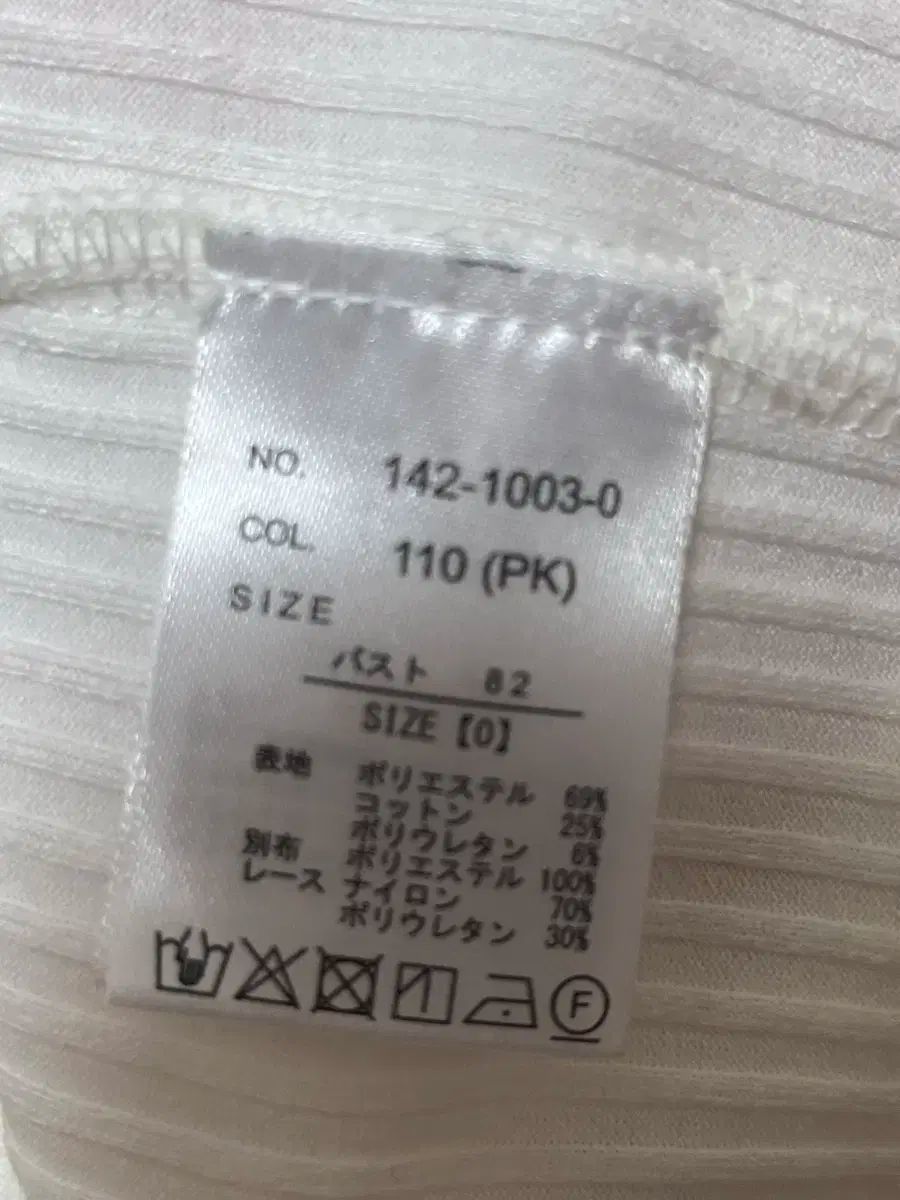 NO. 142-1003-0
COL. 110 (PK)
SIZE
バスト 82
SIZE【0】
表地 ポリエステル 69%
コットン 25%
ポリウレタン 6%
別布 ポリエステル 100%
レース ナイロン 70%
ポリウレタン 30%
F